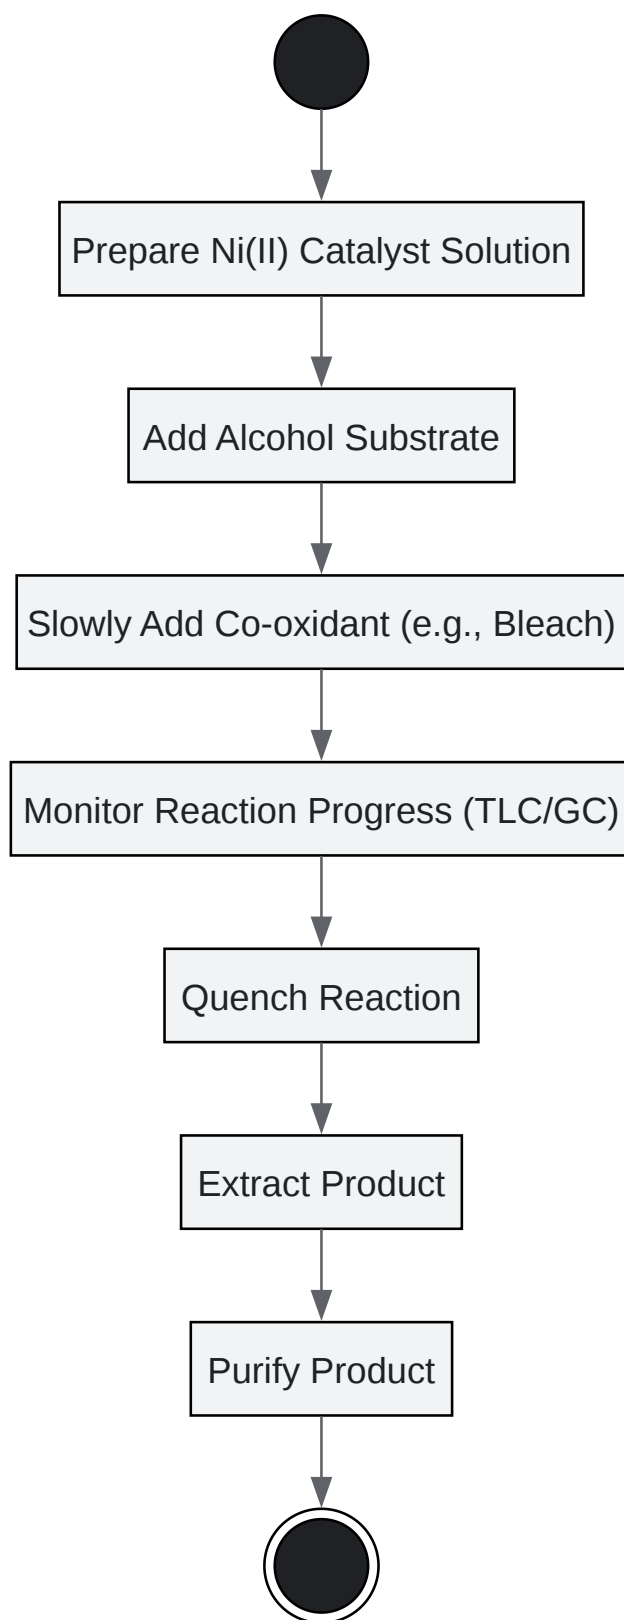 Prepare Ni(II) Catalyst Solution
Add Alcohol Substrate
Slowly Add Co-oxidant (e.g., Bleach)
Monitor Reaction Progress (TLC/GC)
Quench Reaction
Extract Product
Purify Product